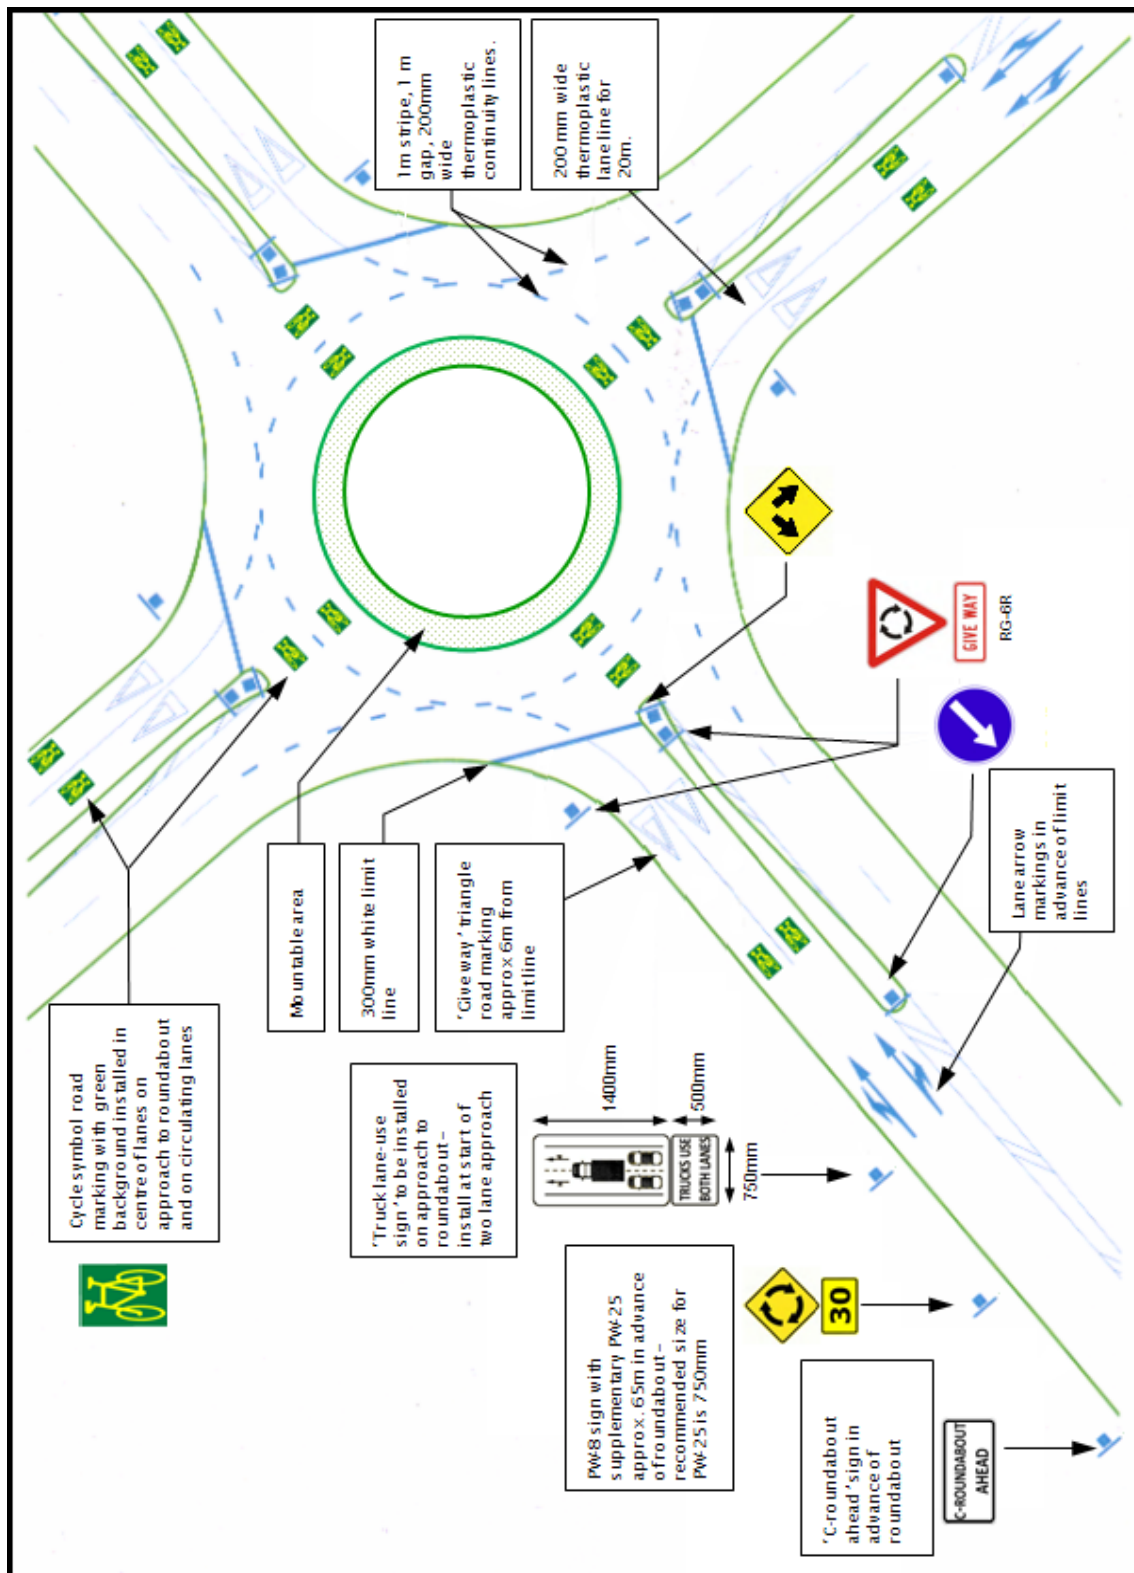 Cycle symbol road
marking with green
background installed in
centre of lanes on
approach to roundabout
and on circulating lanes
Mountable area
300mm white limit
line
'Give way' triangle
road marking
approx 6m from
limit line
'Truck lane-use
sign' to be installed
on approach to
roundabout –
install at start of
two lane approach
1400mm
500mm
750mm
TRUCKS USE
BOTH LANES
PW-8 sign with
supplementary PW-25
approx. 65m in advance
of roundabout –
recommended size for
PW-25 is 750mm
30
'C-roundabout
ahead' sign in
advance of
roundabout
C-ROUNDABOUT
AHEAD
1m stripe, 1 m
gap, 200mm
wide
thermoplastic
continuity lines.
200 mm wide
thermoplastic
lane line for
20m.
GIVE WAY
RG-6R
Lane arrow
markings in
advance of limit
lines